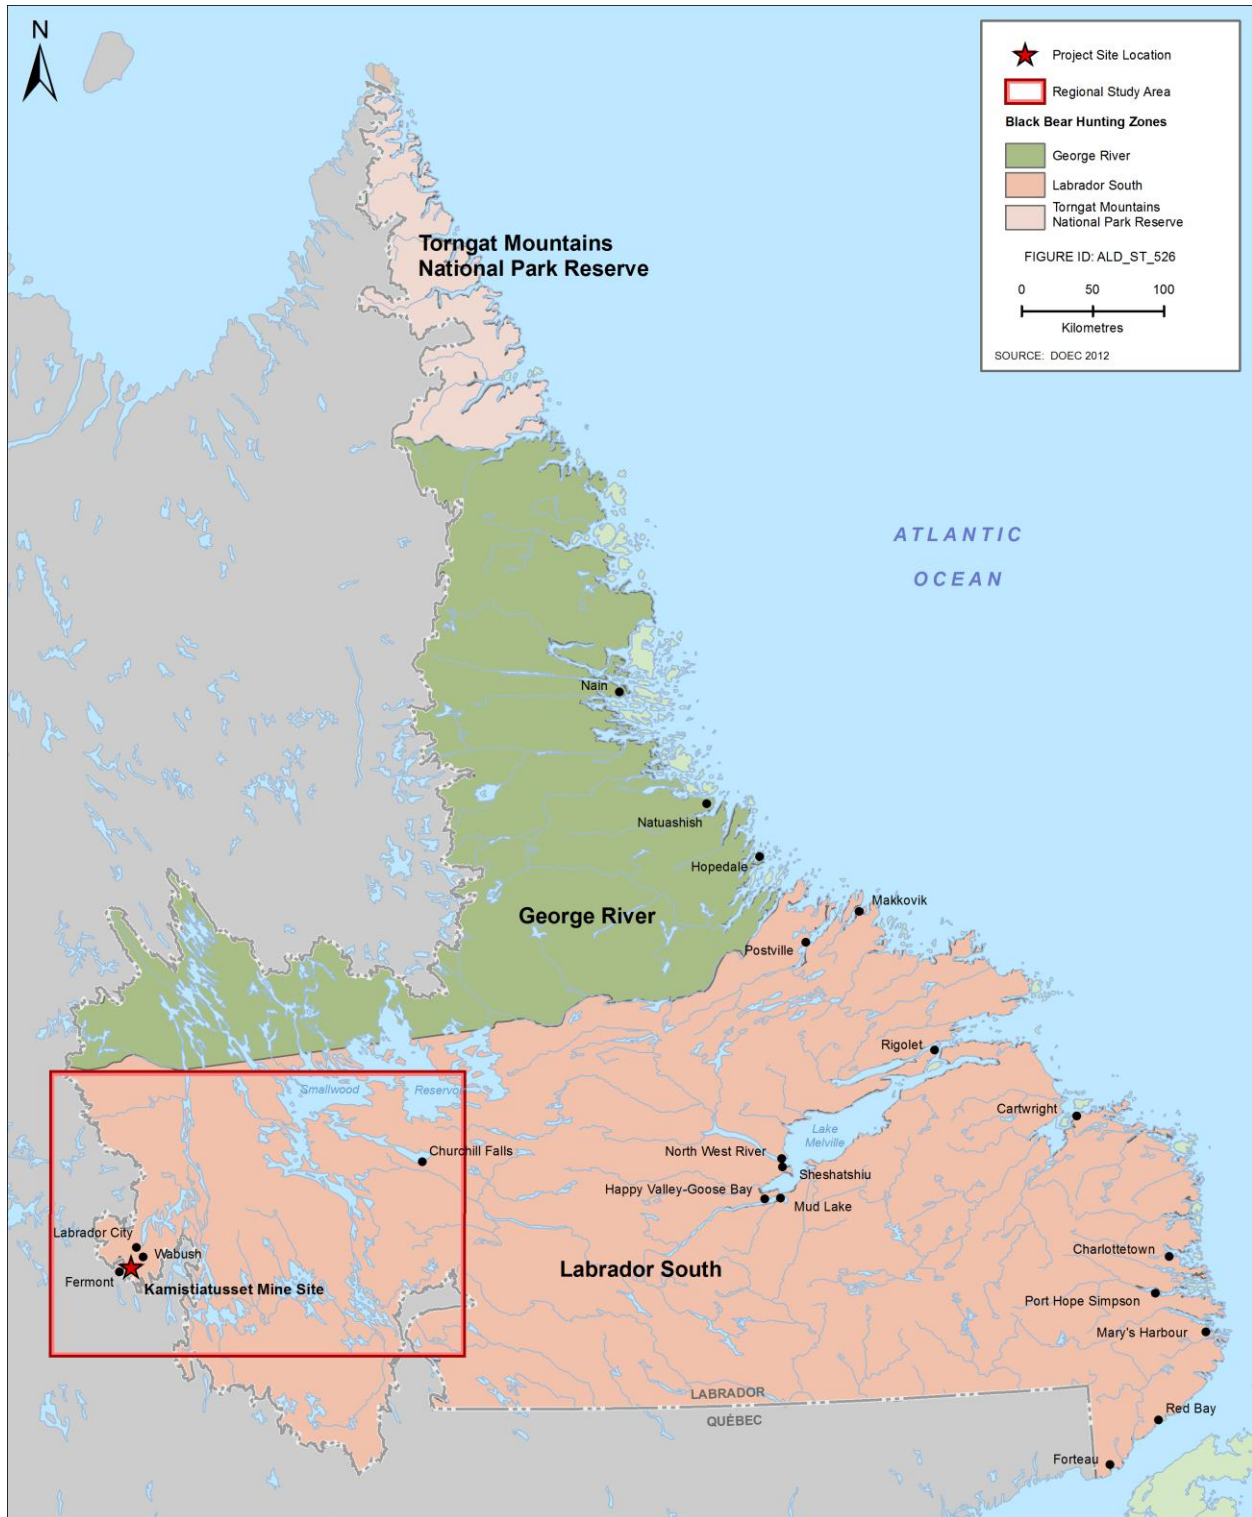 N
Project Site Location
Regional Study Area
Black Bear Hunting Zones
George River
Labrador South
Torngat Mountains
National Park Reserve
FIGURE ID: ALD_ST_526
0 50 100
Kilometres
SOURCE: DOEC 2012
Torngat Mountains
National Park Reserve
ATLANTIC
OCEAN
Nain
Natuashish
Hopedale
George River
Makkovik
Postville
Rigolet
Smallwood Reservoir
Cartwright
Lake
Melville
Churchill Falls
North West River
Sheshatshiu
Happy Valley-Goose Bay
Mud Lake
Labrador City
Wabush
Fermont
Kamistiatusset Mine Site
Labrador South
Charlottetown
Port Hope Simpson
Mary's Harbour
LABRADOR
QUÉBEC
Red Bay
Forteau